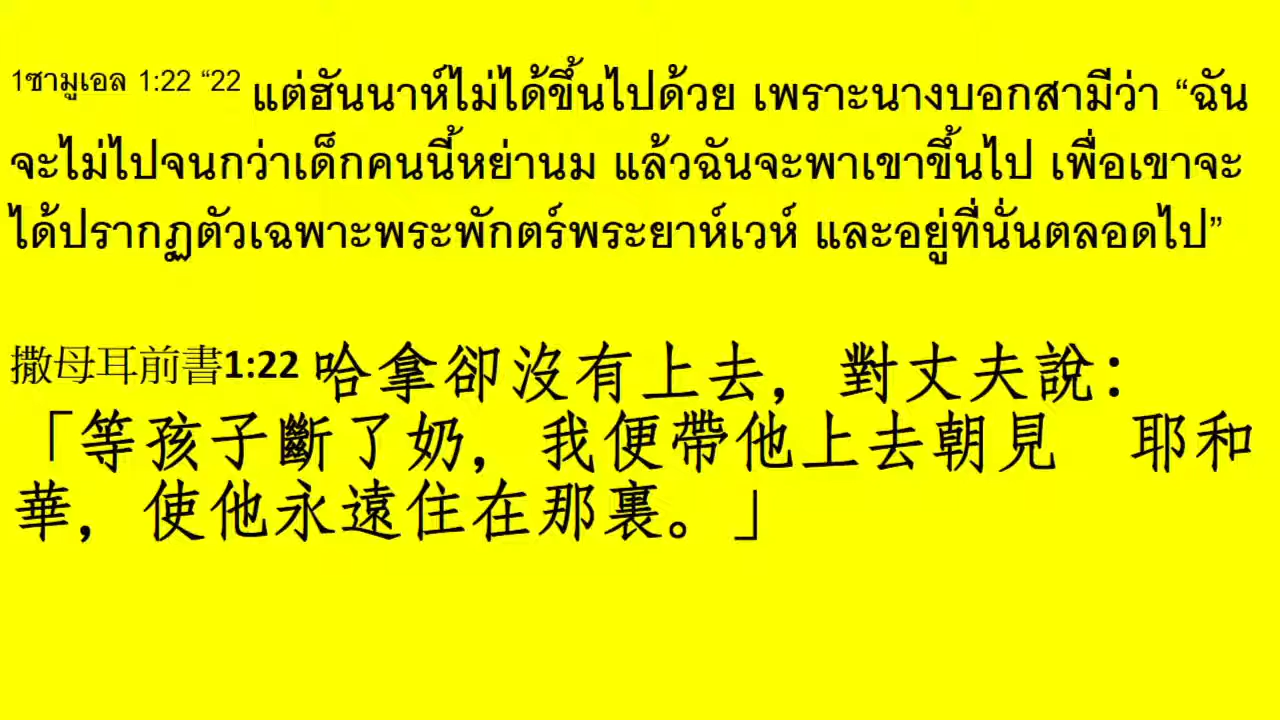 1ซามูเอล 1:22 “22 แต่ฮันนาห์ไม่ได้ขึ้นไปด้วย เพราะนางบอกสามีว่า “ฉัน
จะไม่ไปจนกว่าเด็กคนนี้หย่านม แล้วฉันจะพาเขาขึ้นไป เพื่อเขาจะ
ได้ปรากฏตัวเฉพาะพระพักตร์พระยาห์เวห์ และอยู่ที่นั่นตลอดไป”
撒母耳前書1:22 哈拿卻沒有上去，對丈夫說：
「等孩子斷了奶，我便帶他上去朝見　耶和
華，使他永遠住在那裏。」